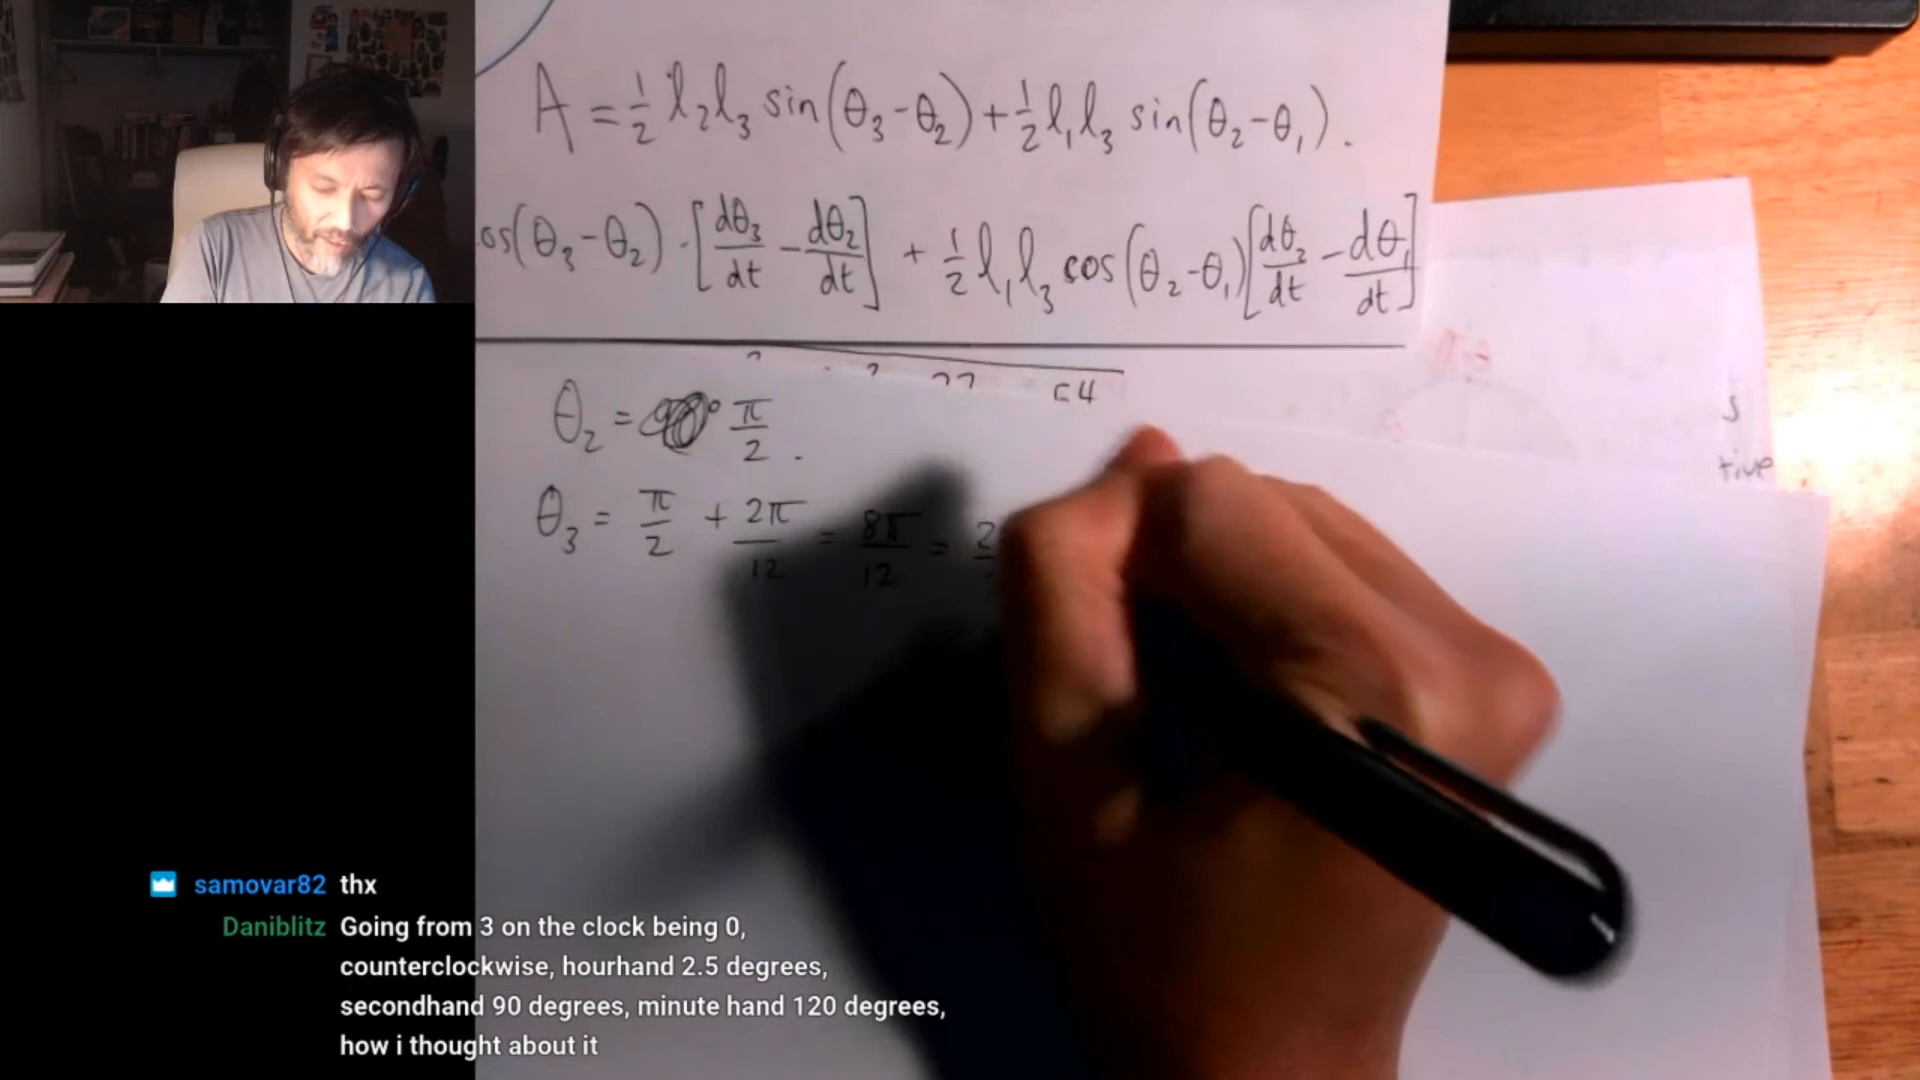 A = 1/2 l₂l₃ sin(θ₃-θ₂) + 1/2 l₁l₃ sin(θ₂-θ₁).
os(θ₃-θ₂)·[dθ₃/dt - dθ₂/dt] + 1/2 l₁l₃ cos(θ₂-θ₁)[dθ₂/dt - dθ₁/dt]
θ₂ = π/2.
θ₃ = π/2 + 2π/12 = 8π/12 = 2
54
s
tive
samovar82 thx
Daniblitz Going from 3 on the clock being 0,
counterclockwise, hourhand 2.5 degrees,
secondhand 90 degrees, minute hand 120 degrees,
how i thought about it